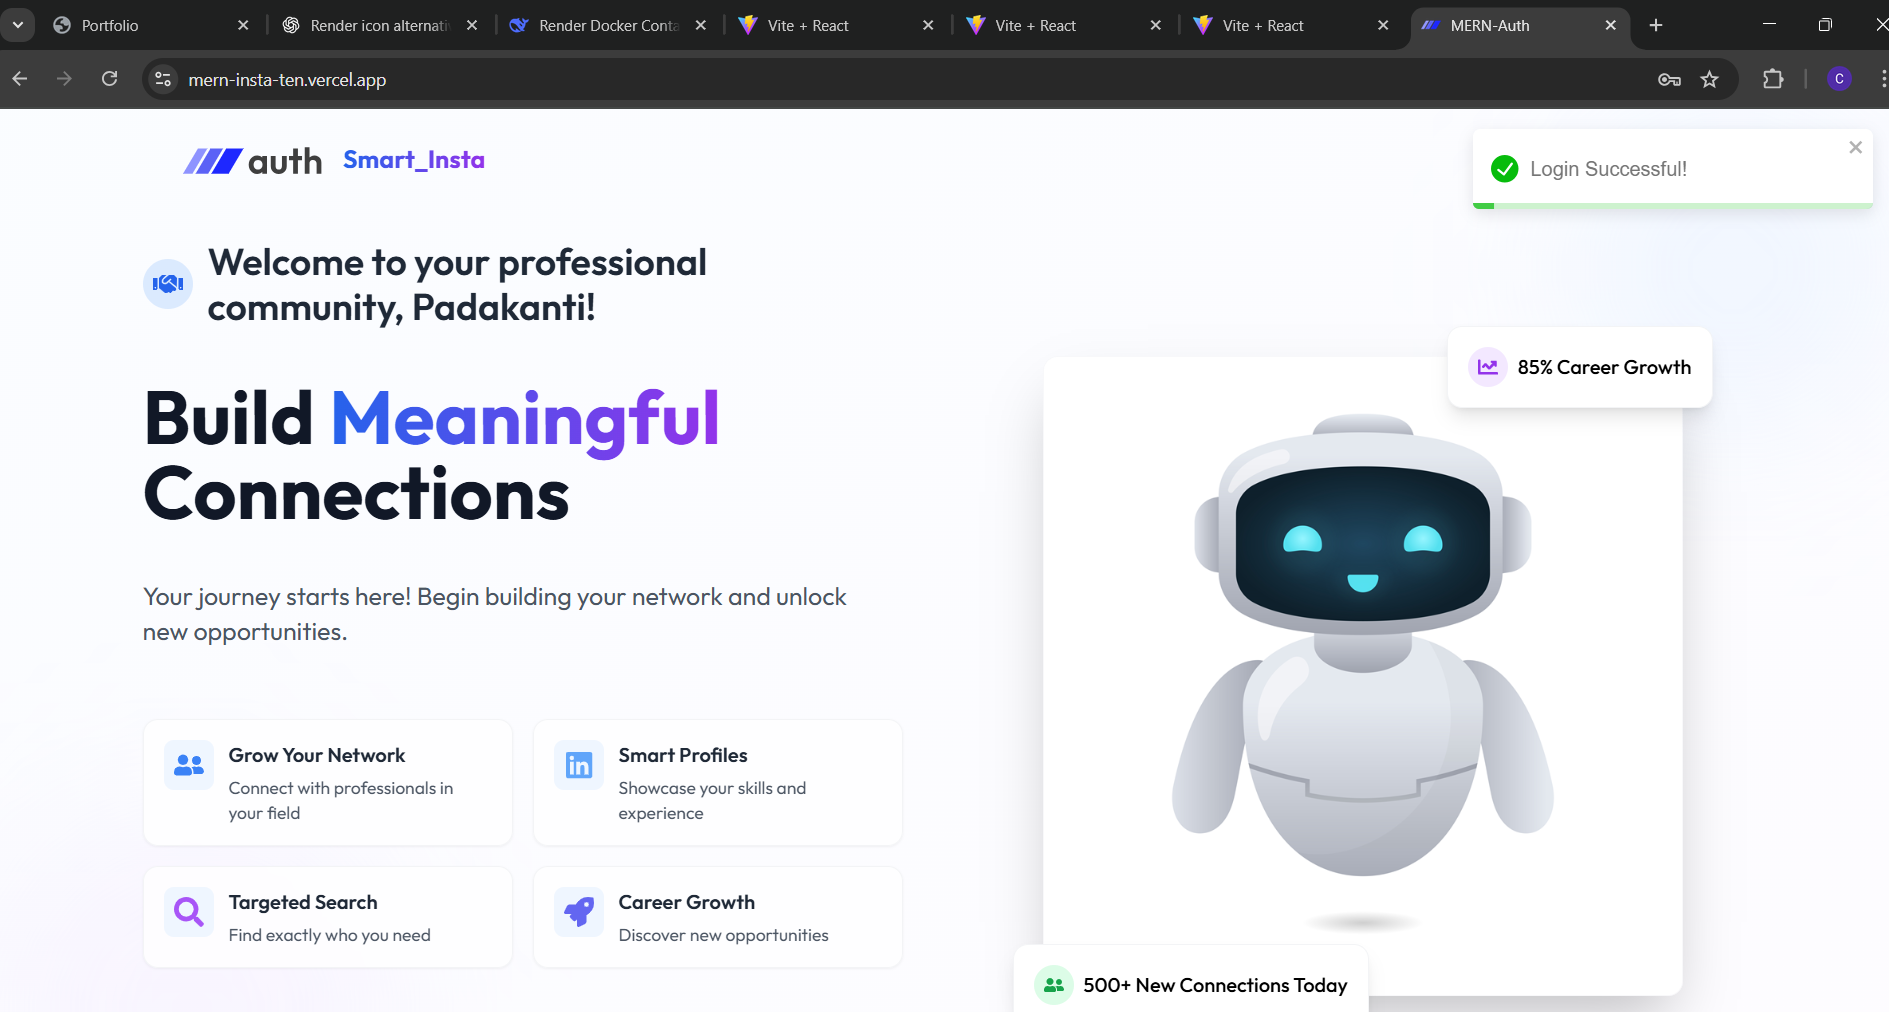 Portfolio
Render icon alternati
Render Docker Conta
Vite + React
Vite + React
Vite + React
MERN-Auth
mern-insta-ten.vercel.app
C
auth
Smart_Insta
Login Successful!
Welcome to your professional
community, Padakanti!
Build Meaningful
Connections
Your journey starts here! Begin building your network and unlock
new opportunities.
Grow Your Network
Connect with professionals in
your field
Smart Profiles
Showcase your skills and
experience
Targeted Search
Find exactly who you need
Career Growth
Discover new opportunities
85% Career Growth
in
500+ New Connections Today